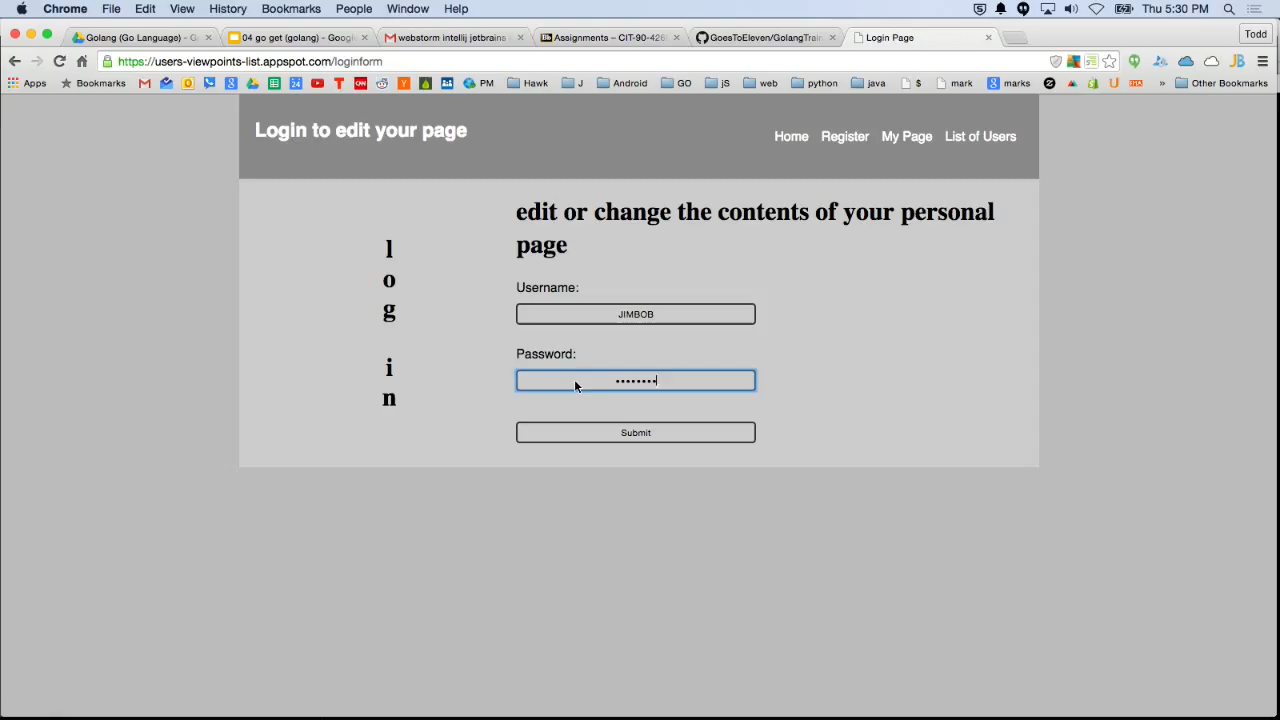 Chrome File Edit View History Bookmarks People Window Help Thu 5:30 PM
Golang (Go Language) - G 04 go get (golang) - Goog webstorm intellij jetbrains Assignments – CIT-90-426 GoesToEleven/GolangTrain Login Page Todd
https://users-viewpoints-list.appspot.com/loginform
Apps Bookmarks PM Hawk J Android GO jS web python java $ mark marks » Other Bookmarks
Login to edit your page
Home Register My Page List of Users
edit or change the contents of your personal
page
l
o
g
i
n
Username:
JIMBOB
Password:
••••••••
Submit